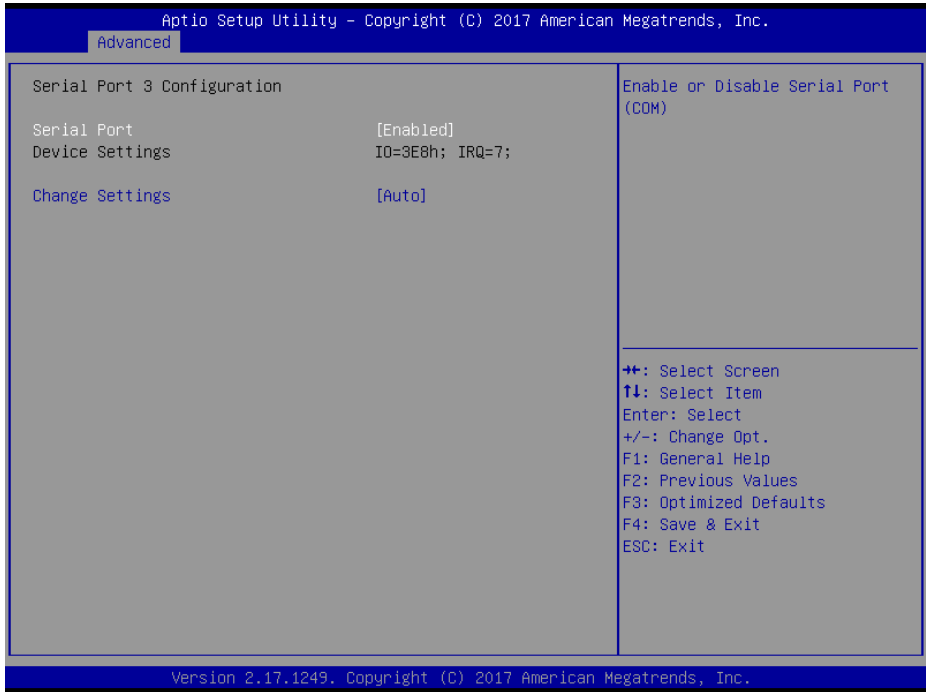 Aptio Setup Utility – Copyright (C) 2017 American Megatrends, Inc.
Advanced
Serial Port 3 Configuration
Serial Port [Enabled]
Device Settings IO=3E8h; IRQ=7;
Change Settings [Auto]
Enable or Disable Serial Port
(COM)
→←: Select Screen
↑↓: Select Item
Enter: Select
+/-: Change Opt.
F1: General Help
F2: Previous Values
F3: Optimized Defaults
F4: Save & Exit
ESC: Exit
Version 2.17.1249. Copyright (C) 2017 American Megatrends, Inc.